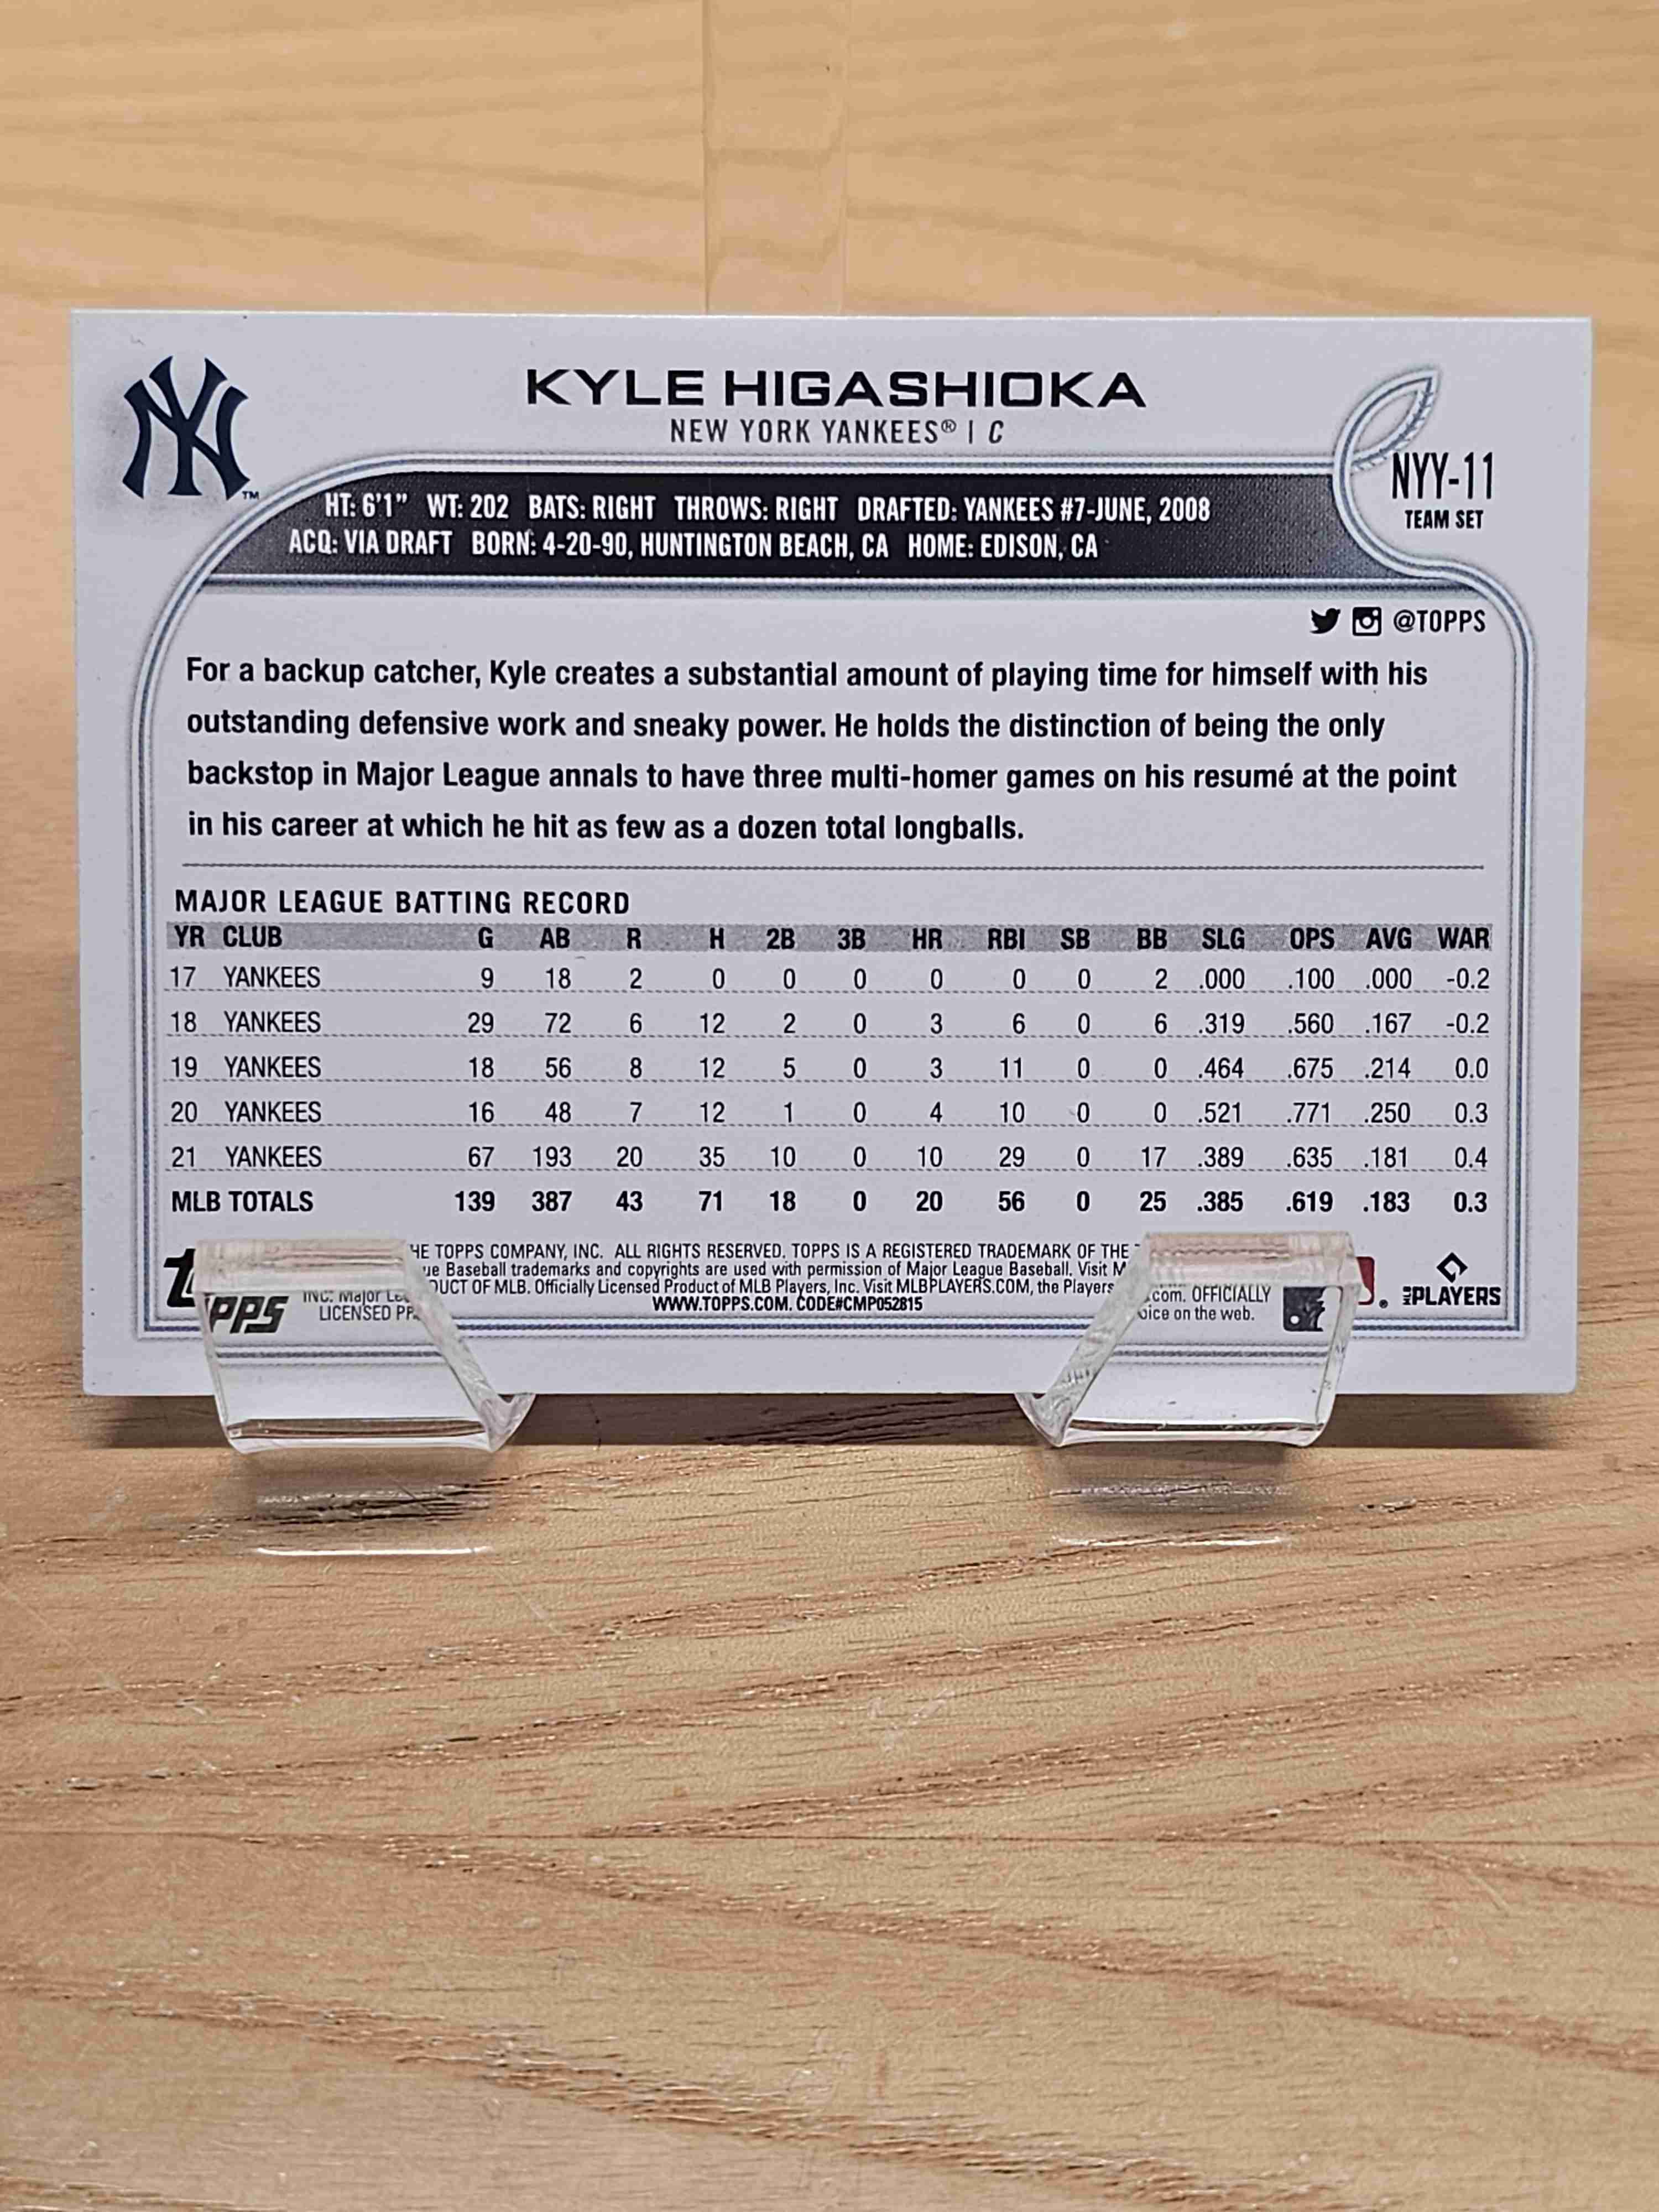 KYLE HIGASHIOKA
NEW YORK YANKEES® | C
NY
™
NYY-11
TEAM SET
HT: 6'1" WT: 202 BATS: RIGHT THROWS: RIGHT DRAFTED: YANKEES #7-JUNE, 2008
ACQ: VIA DRAFT BORN: 4-20-90, HUNTINGTON BEACH, CA HOME: EDISON, CA
@TOPPS
For a backup catcher, Kyle creates a substantial amount of playing time for himself with his
outstanding defensive work and sneaky power. He holds the distinction of being the only
backstop in Major League annals to have three multi-homer games on his resumé at the point
in his career at which he hit as few as a dozen total longballs.
MAJOR LEAGUE BATTING RECORD
YR CLUB G AB R H 2B 3B HR RBI SB BB SLG OPS AVG WAR
17 YANKEES 9 18 2 0 0 0 0 0 0 2 .000 .100 .000 -0.2
18 YANKEES 29 72 6 12 2 0 3 6 0 6 .319 .560 .167 -0.2
19 YANKEES 18 56 8 12 5 0 3 11 0 0 .464 .675 .214 0.0
20 YANKEES 16 48 7 12 1 0 4 10 0 0 .521 .771 .250 0.3
21 YANKEES 67 193 20 35 10 0 10 29 0 17 .389 .635 .181 0.4
MLB TOTALS 139 387 43 71 18 0 20 56 0 25 .385 .619 .183 0.3
TOPPS COMPANY, INC. ALL RIGHTS RESERVED. TOPPS IS A REGISTERED TRADEMARK OF THE
INC. Major Baseball trademarks and copyrights are used with permission of Major League Baseball. Visit
LICENSED OF MLB. Officially Licensed Product of MLB Players, Inc. Visit MLBPLAYERS.COM, the Players .com. OFFICIALLY
WWW.TOPPS.COM. CODE#CMP052815 on the web.
MLB PLAYERS